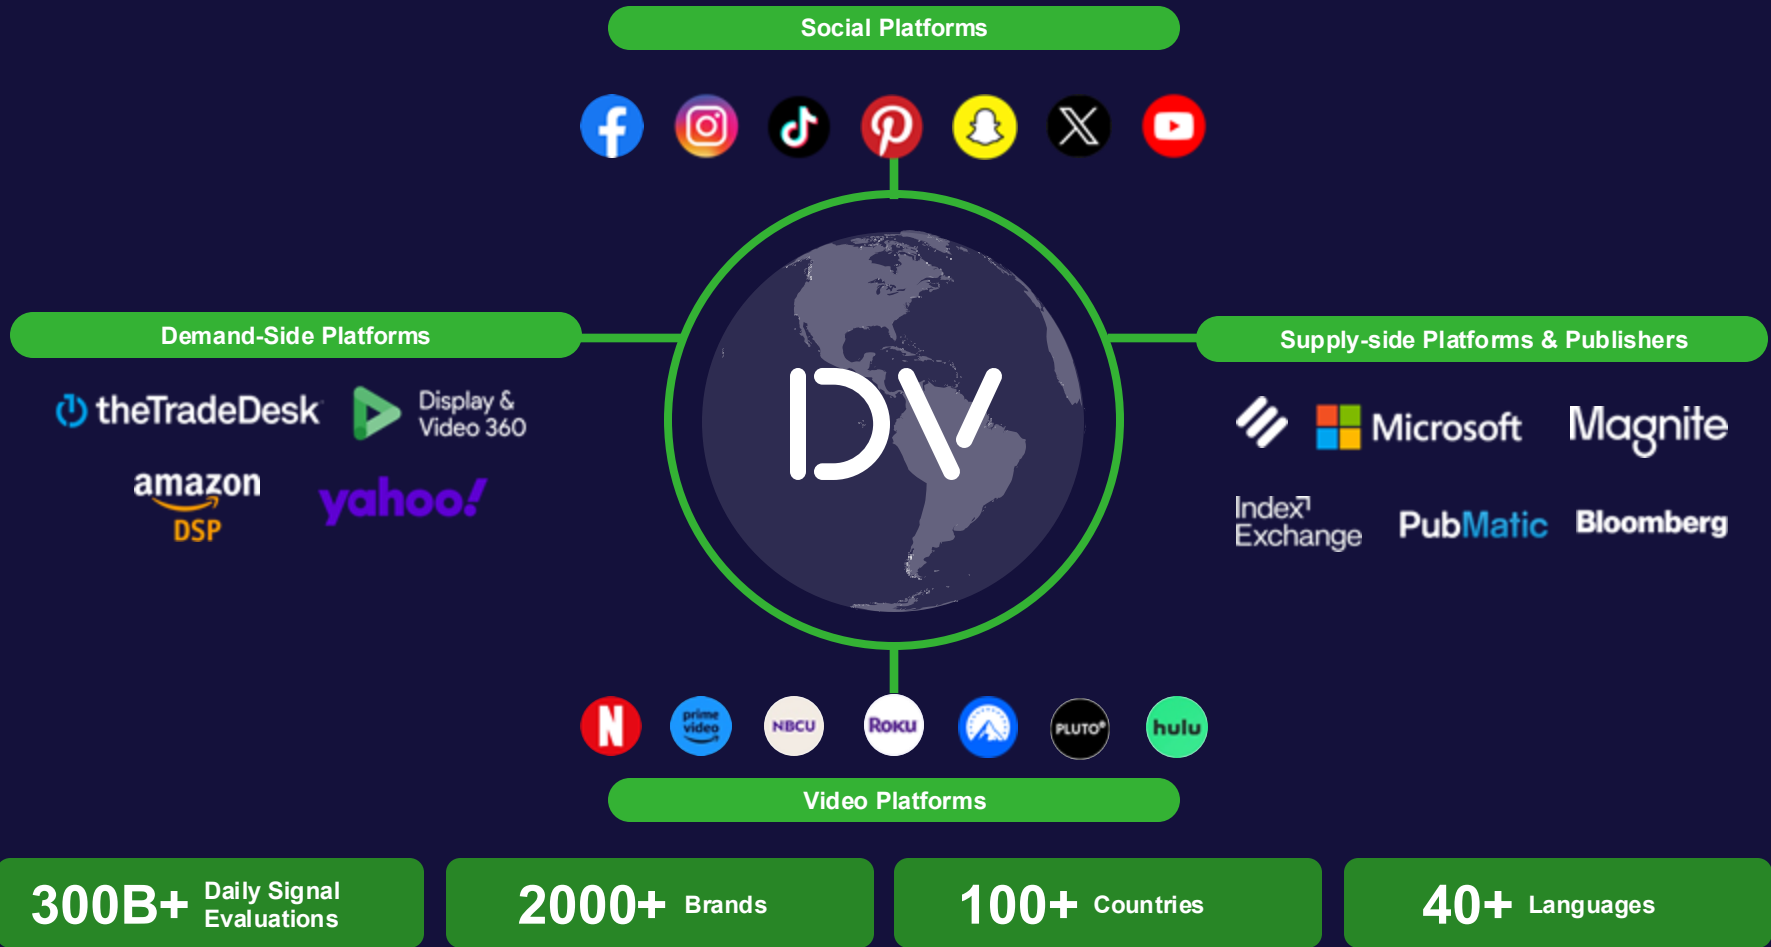 Social Platforms
Demand-Side Platforms
theTradeDesk
Display &
Video 360
amazon
DSP
yahoo!
DV
Supply-side Platforms & Publishers
Microsoft
Magnite
Index
Exchange
PubMatic
Bloomberg
N
prime
video
NBCU
ROKU
PLUTO
hulu
Video Platforms
300B+ Daily Signal
Evaluations
2000+ Brands
100+ Countries
40+ Languages